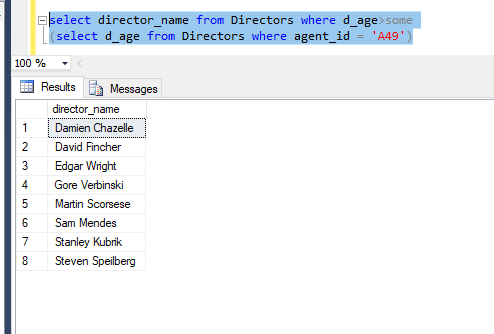 select director_name from Directors where d_age>some
(select d_age from Directors where agent_id = 'A49')
100 %
Results Messages
director_name
1 Damien Chazelle
2 David Fincher
3 Edgar Wright
4 Gore Verbinski
5 Martin Scorsese
6 Sam Mendes
7 Stanley Kubrik
8 Steven Speilberg